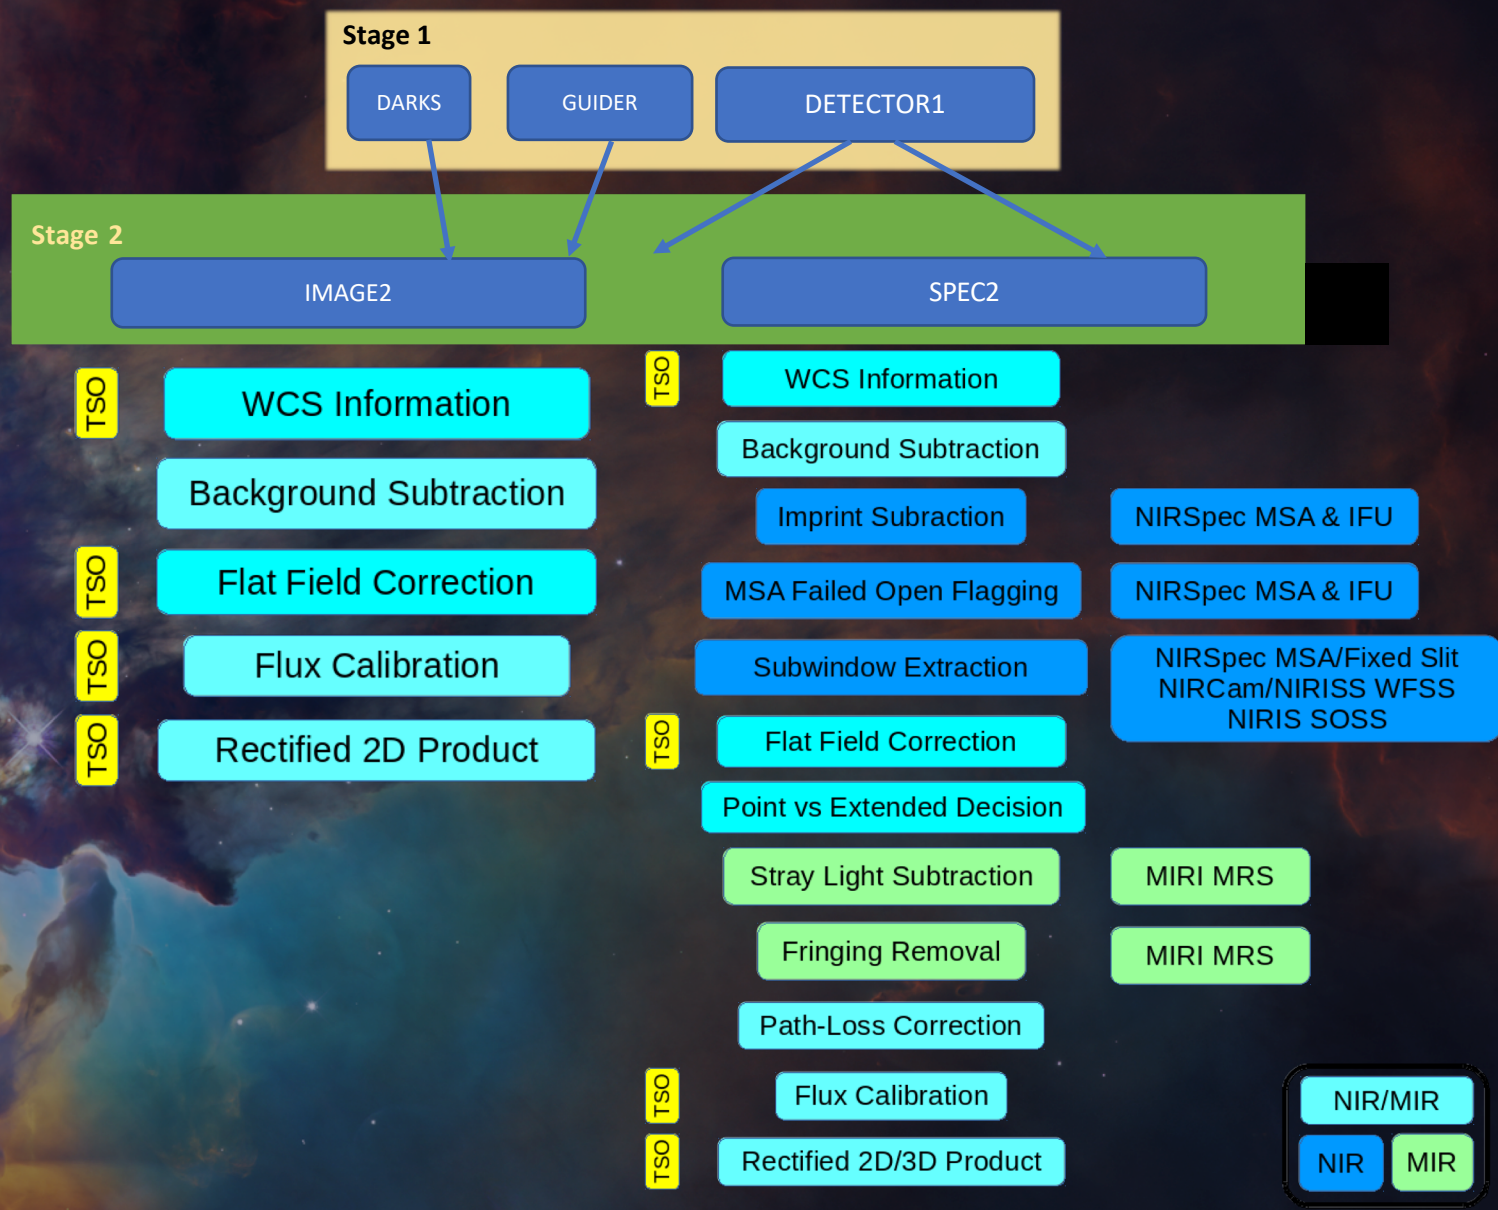 Stage 1
DARKS
GUIDER
DETECTOR1
Stage 2
IMAGE2
SPEC2
TSO
WCS Information
Background Subtraction
TSO
Flat Field Correction
TSO
Flux Calibration
TSO
Rectified 2D Product
TSO
WCS Information
Background Subtraction
Imprint Subraction
NIRSpec MSA & IFU
MSA Failed Open Flagging
NIRSpec MSA & IFU
Subwindow Extraction
NIRSpec MSA/Fixed Slit
NIRCam/NIRISS WFSS
NIRIS SOSS
TSO
Flat Field Correction
Point vs Extended Decision
Stray Light Subtraction
MIRI MRS
Fringing Removal
MIRI MRS
Path-Loss Correction
TSO
Flux Calibration
TSO
Rectified 2D/3D Product
NIR/MIR
NIR
MIR